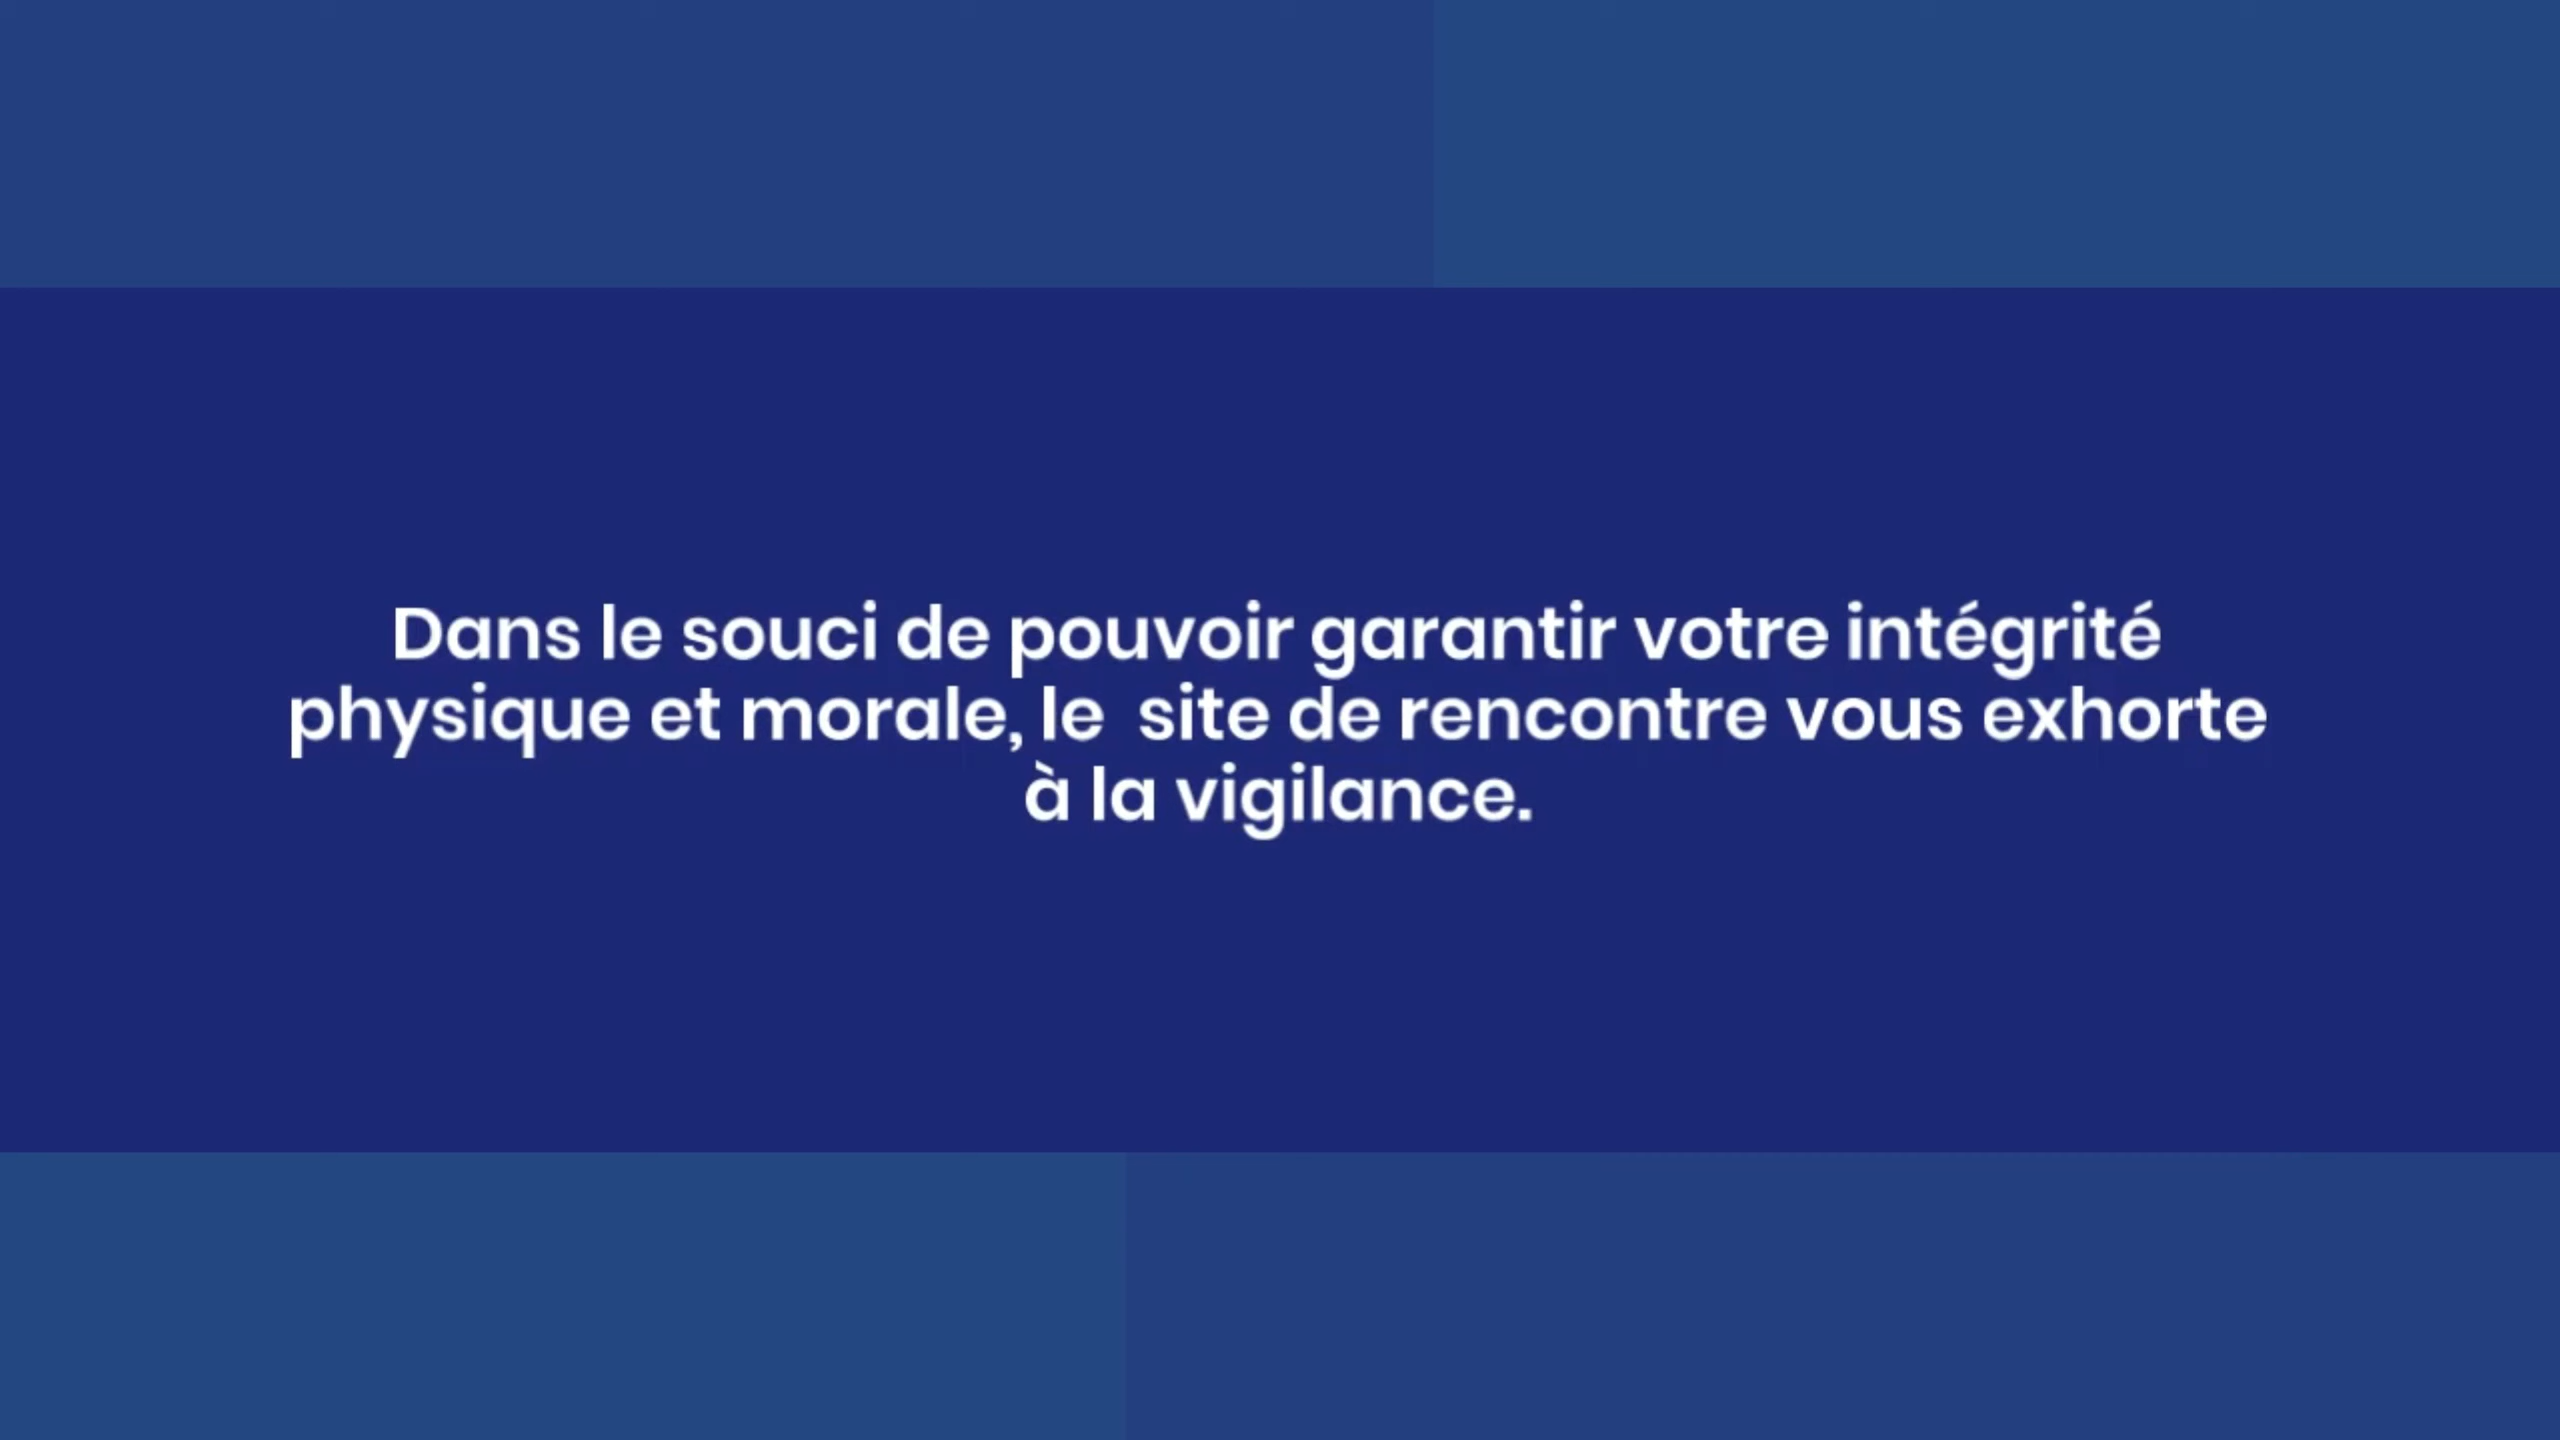 Dans le souci de pouvoir garantir votre intégrité
physique et morale, le  site de rencontre vous exhorte
à la vigilance.